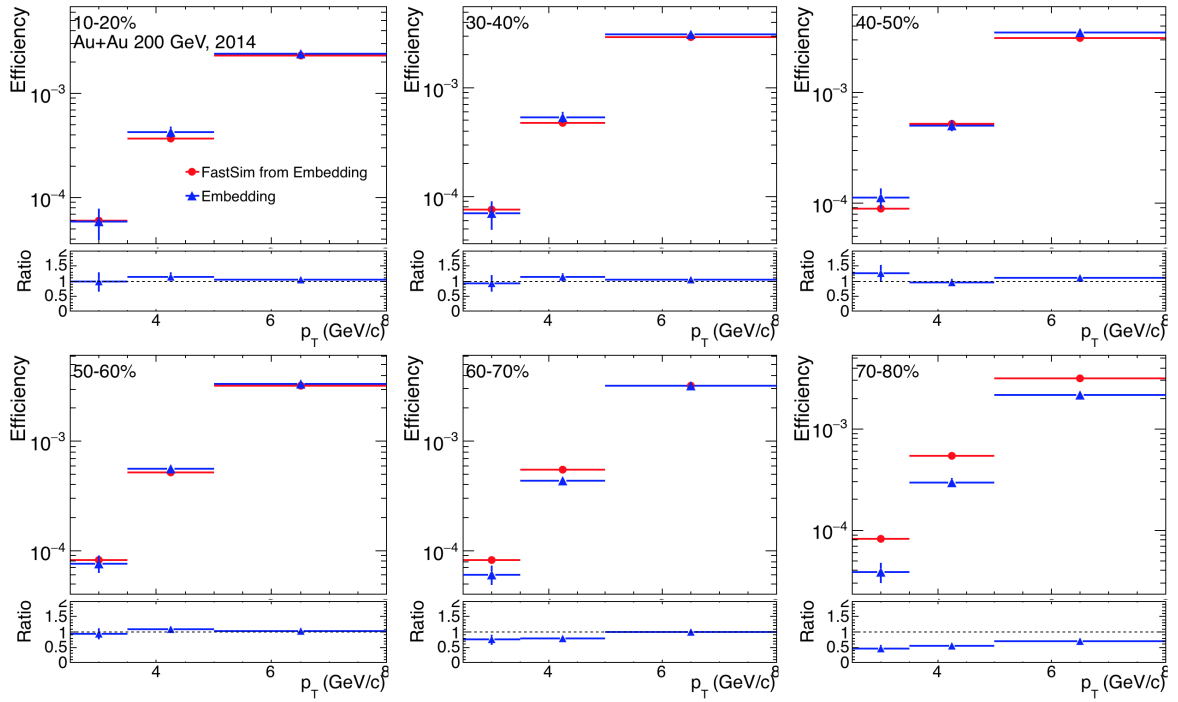 10-20%
Au+Au 200 GeV, 2014
Efficiency
10⁻³
10⁻⁴
FastSim from Embedding
Embedding
Ratio
1.5
1
0.5
0
4 6 8
p_T (GeV/c)
30-40%
Efficiency
10⁻³
10⁻⁴
Ratio
1.5
1
0.5
0
4 6 8
p_T (GeV/c)
40-50%
Efficiency
10⁻³
10⁻⁴
Ratio
1.5
1
0.5
0
4 6 8
p_T (GeV/c)
50-60%
Efficiency
10⁻³
10⁻⁴
Ratio
1.5
1
0.5
0
4 6 8
p_T (GeV/c)
60-70%
Efficiency
10⁻³
10⁻⁴
Ratio
1.5
1
0.5
0
4 6 8
p_T (GeV/c)
70-80%
Efficiency
10⁻³
10⁻⁴
Ratio
1.5
1
0.5
0
4 6 8
p_T (GeV/c)